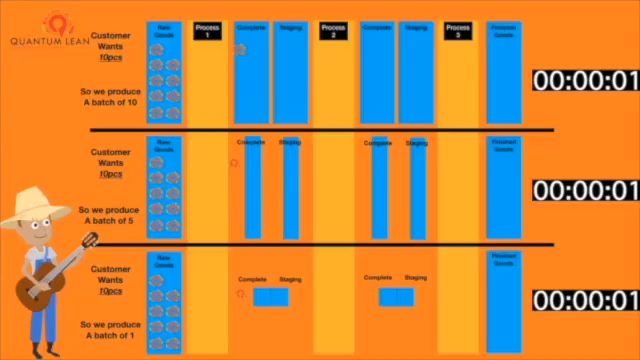 QUANTUM LEAN
Customer
Wants
10pcs
So we produce
A batch of 10
Raw
Goods
Process
1
Complete
Staging
Process
2
Complete
Staging
Process
3
Finished
Goods
00:00:01
Customer
Wants
10pcs
So we produce
A batch of 5
Raw
Goods
Complete
Staging
Complete
Staging
Finished
Goods
00:00:01
Customer
Wants
10pcs
So we produce
A batch of 1
Raw
Goods
Complete
Staging
Complete
Staging
Finished
Goods
00:00:01